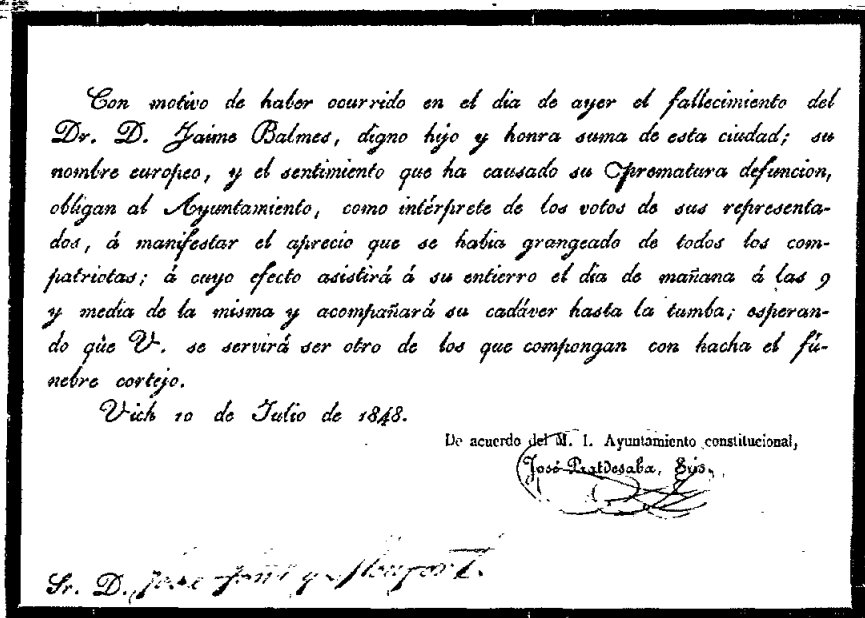 Con motivo de haber ocurrido en el dia de ayer el fallecimiento del
Dr. D. Jaime Balmes, digno hijo y honra suma de esta ciudad; su
nombre europeo, y el sentimiento que ha causado su prematura defuncion,
obligan al Ayuntamiento, como intérprete de los votos de sus representa-
dos, á manifestar el aprecio que se habia grangeado de todos los com-
patriotas; á cuyo efecto asistirá á su entierro el dia de mañana á las 9
y media de la misma y acompañará su cadáver hasta la tumba; esperan-
do que V. se servirá ser otro de los que compongan con hacha el fú-
nebre cortejo.
Vich 10 de Julio de 1848.
De acuerdo del M. I. Ayuntamiento constitucional,
José Pratdesaba, Srio.
Sr. D. José